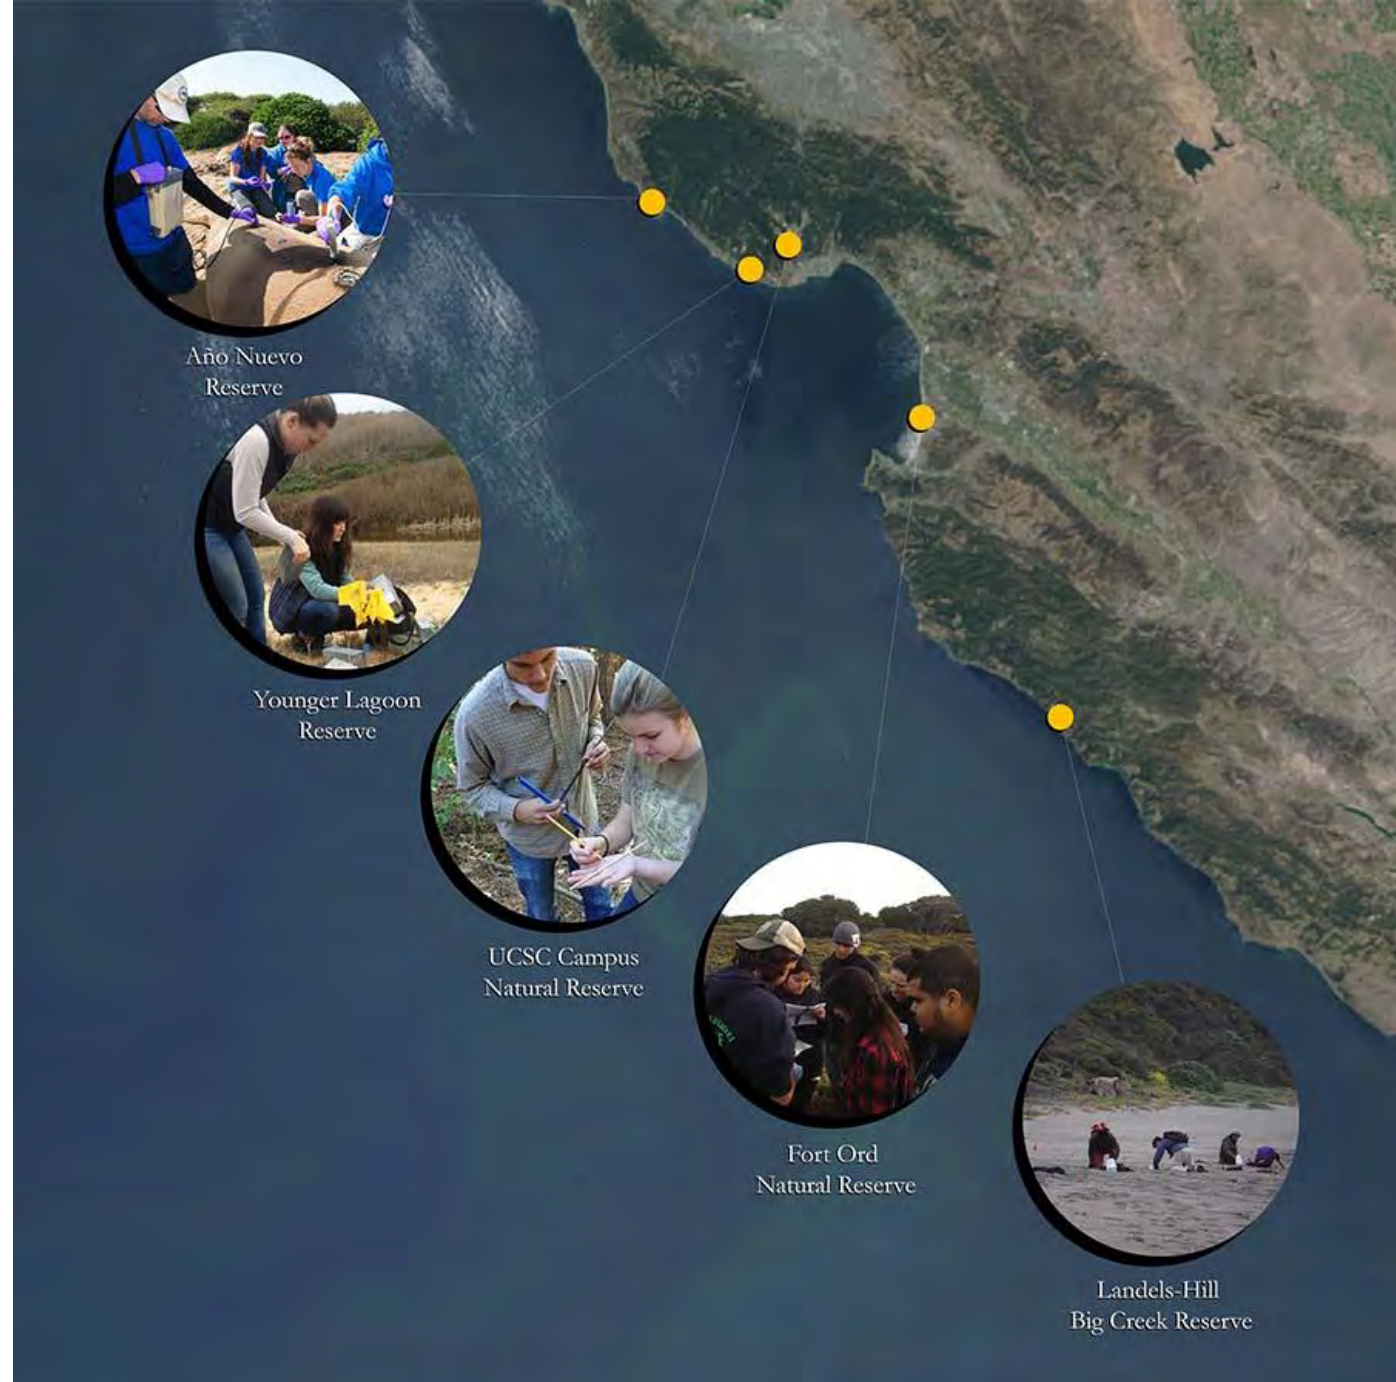 Año Nuevo
Reserve
Younger Lagoon
Reserve
UCSC Campus
Natural Reserve
Fort Ord
Natural Reserve
Landels-Hill
Big Creek Reserve